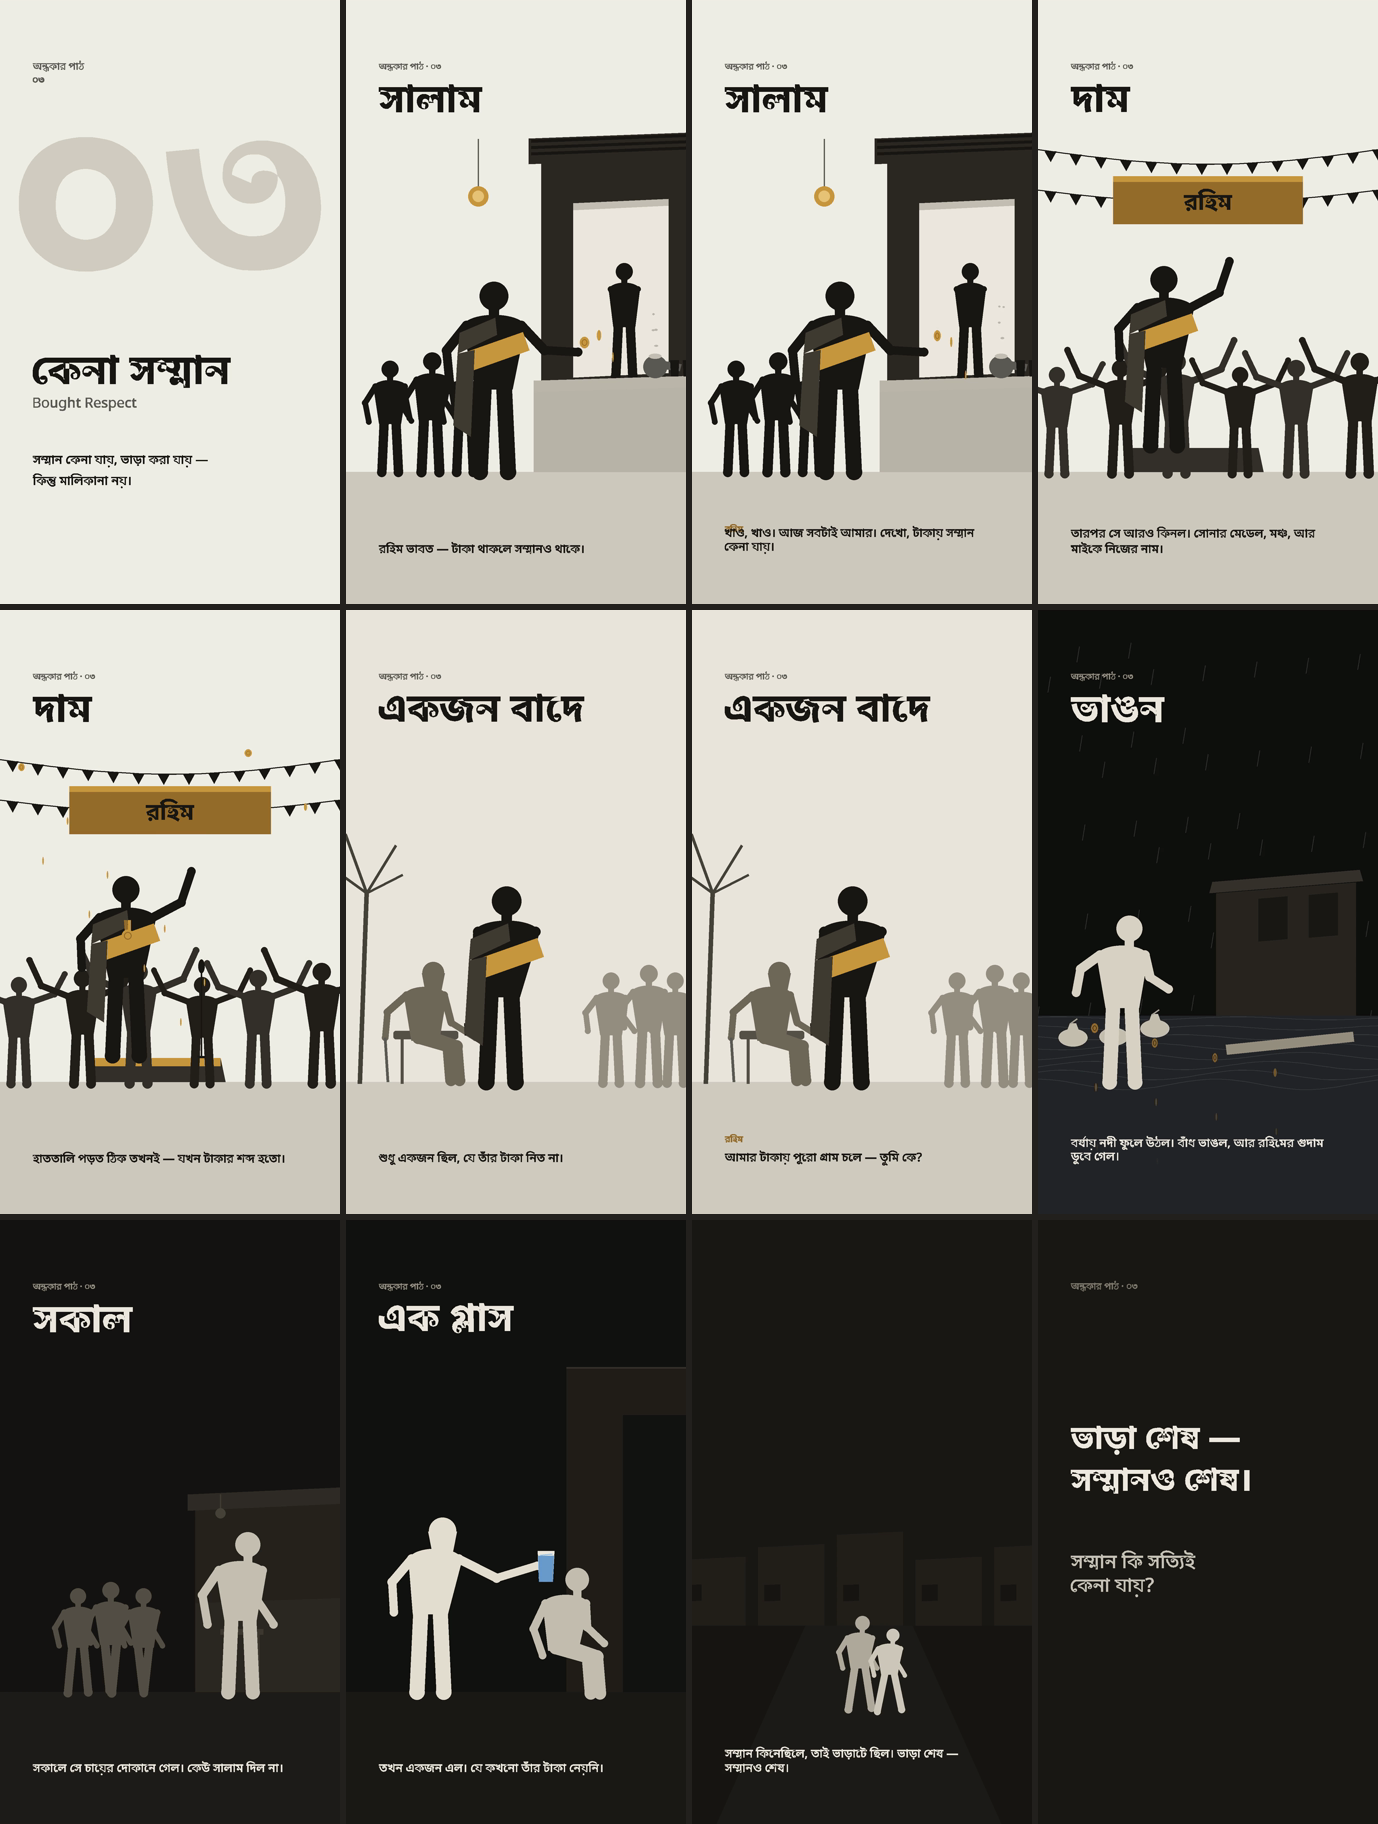 অন্ধকার পাঠ
০৩
০৩
কেনা সম্মান
Bought Respect
সম্মান কেনা যায়, ভাড়া করা যায় —
কিন্তু মালিকানা নয়।
অন্ধকার পাঠ · ০৩
সালাম
রহিম ভাবত — টাকা থাকলে সম্মানও থাকে।
অন্ধকার পাঠ · ০৩
সালাম
রহিম
খাও, খাও। আজ সবটাই আমার। দেখো, টাকায় সম্মান
কেনা যায়।
অন্ধকার পাঠ · ০৩
দাম
রহিম
তারপর সে আরও কিনল। সোনার মেডেল, মঞ্চ, আর
মাইকে নিজের নাম।
অন্ধকার পাঠ · ০৩
দাম
রহিম
হাততালি পড়ত ঠিক তখনই — যখন টাকার শব্দ হতো।
অন্ধকার পাঠ · ০৩
একজন বাদে
শুধু একজন ছিল, যে তাঁর টাকা নিত না।
অন্ধকার পাঠ · ০৩
একজন বাদে
রহিম
আমার টাকায় পুরো গ্রাম চলে — তুমি কে?
অন্ধকার পাঠ · ০৩
ভাঙন
বর্ষায় নদী ফুলে উঠল। বাঁধ ভাঙল, আর রহিমের গুদাম
ডুবে গেল।
অন্ধকার পাঠ · ০৩
সকাল
সকালে সে চায়ের দোকানে গেল। কেউ সালাম দিল না।
অন্ধকার পাঠ · ০৩
এক গ্লাস
তখন একজন এল। যে কখনো তাঁর টাকা নেয়নি।
সম্মান কিনেছিলে, তাই ভাড়াটে ছিল। ভাড়া শেষ —
সম্মানও শেষ।
অন্ধকার পাঠ · ০৩
ভাড়া শেষ —
সম্মানও শেষ।
সম্মান কি সত্যিই
কেনা যায়?